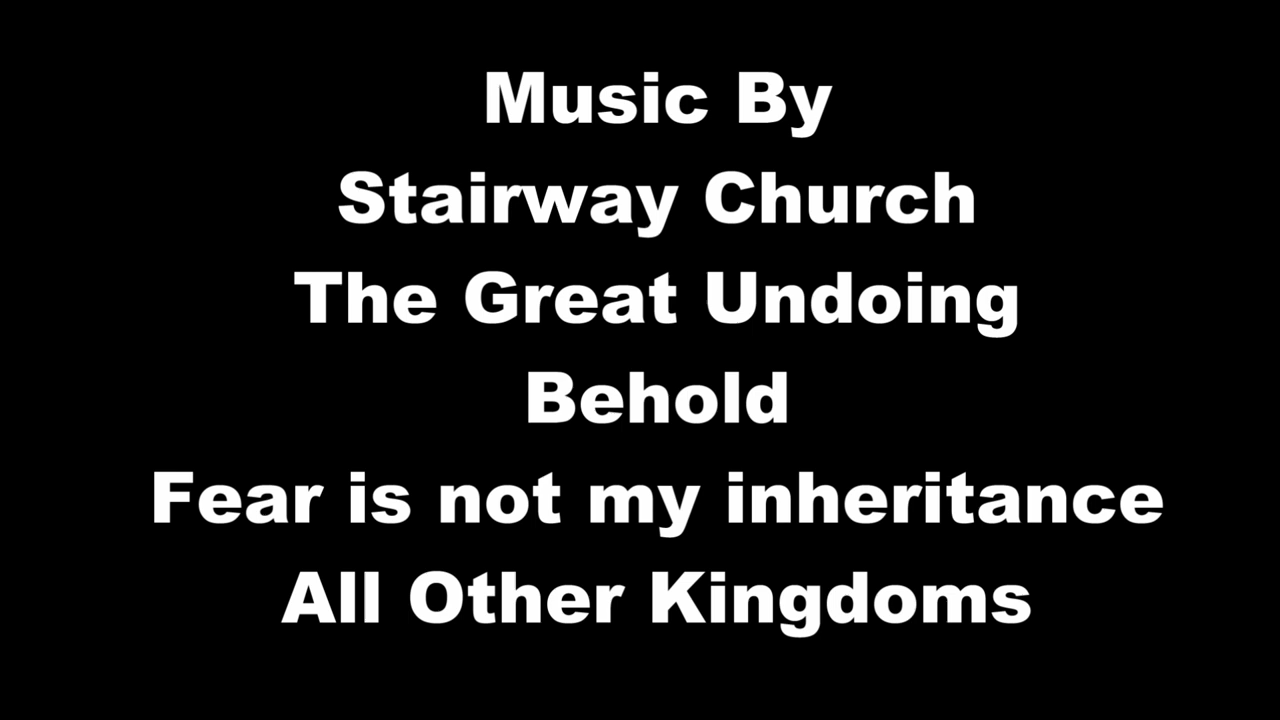 Music By
Stairway Church
The Great Undoing
Behold
Fear is not my inheritance
All Other Kingdoms